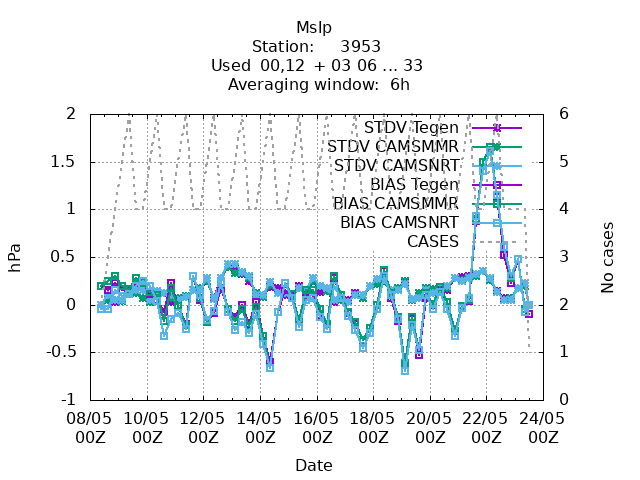 Mslp
Station: 3953
Used 00,12 + 03 06 ... 33
Averaging window: 6h
2
1.5
1
0.5
0
-0.5
-1
hPa
6
5
4
3
2
1
0
No cases
STDV Tegen
STDV CAMSMMR
STDV CAMSNRT
BIAS Tegen
BIAS CAMSMMR
BIAS CAMSNRT
CASES
08/05 10/05 12/05 14/05 16/05 18/05 20/05 22/05 24/05
00Z 00Z 00Z 00Z 00Z 00Z 00Z 00Z 00Z
Date